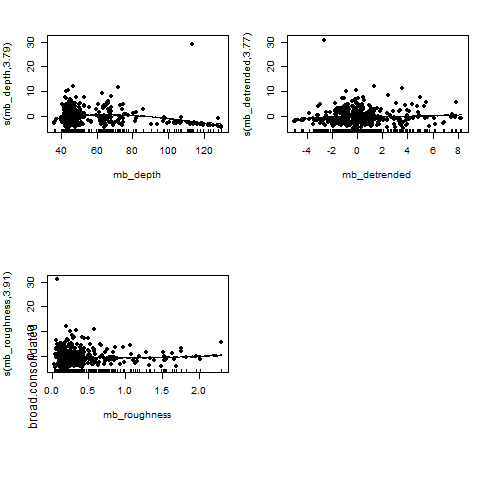 s(mb_depth,3.79)
30
20
10
0
40 60 80 100 120
mb_depth
s(mb_detrended,3.77)
30
20
10
0
-4 -2 0 2 4 6 8
mb_detrended
s(mb_roughness,3.91)
broad.consolidated
30
20
10
0
0.0 0.5 1.0 1.5 2.0
mb_roughness